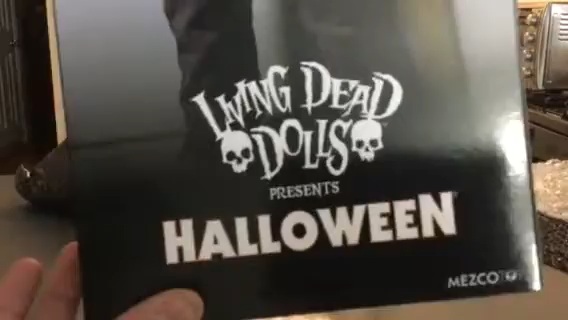 LIVING DEAD
DOLLS
PRESENTS
HALLOWEEN
MEZCO